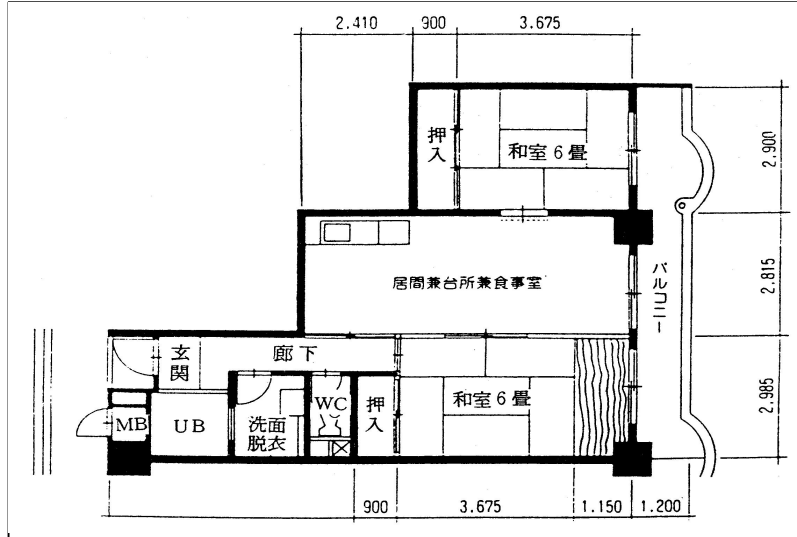 2.410
900
3.675
押入
和室6畳
2.900
居間兼台所兼食事室
バルコニー
2.815
玄関
廊下
MB
UB
洗面
脱衣
WC
押入
和室6畳
2.985
900
3.675
1.150
1.200